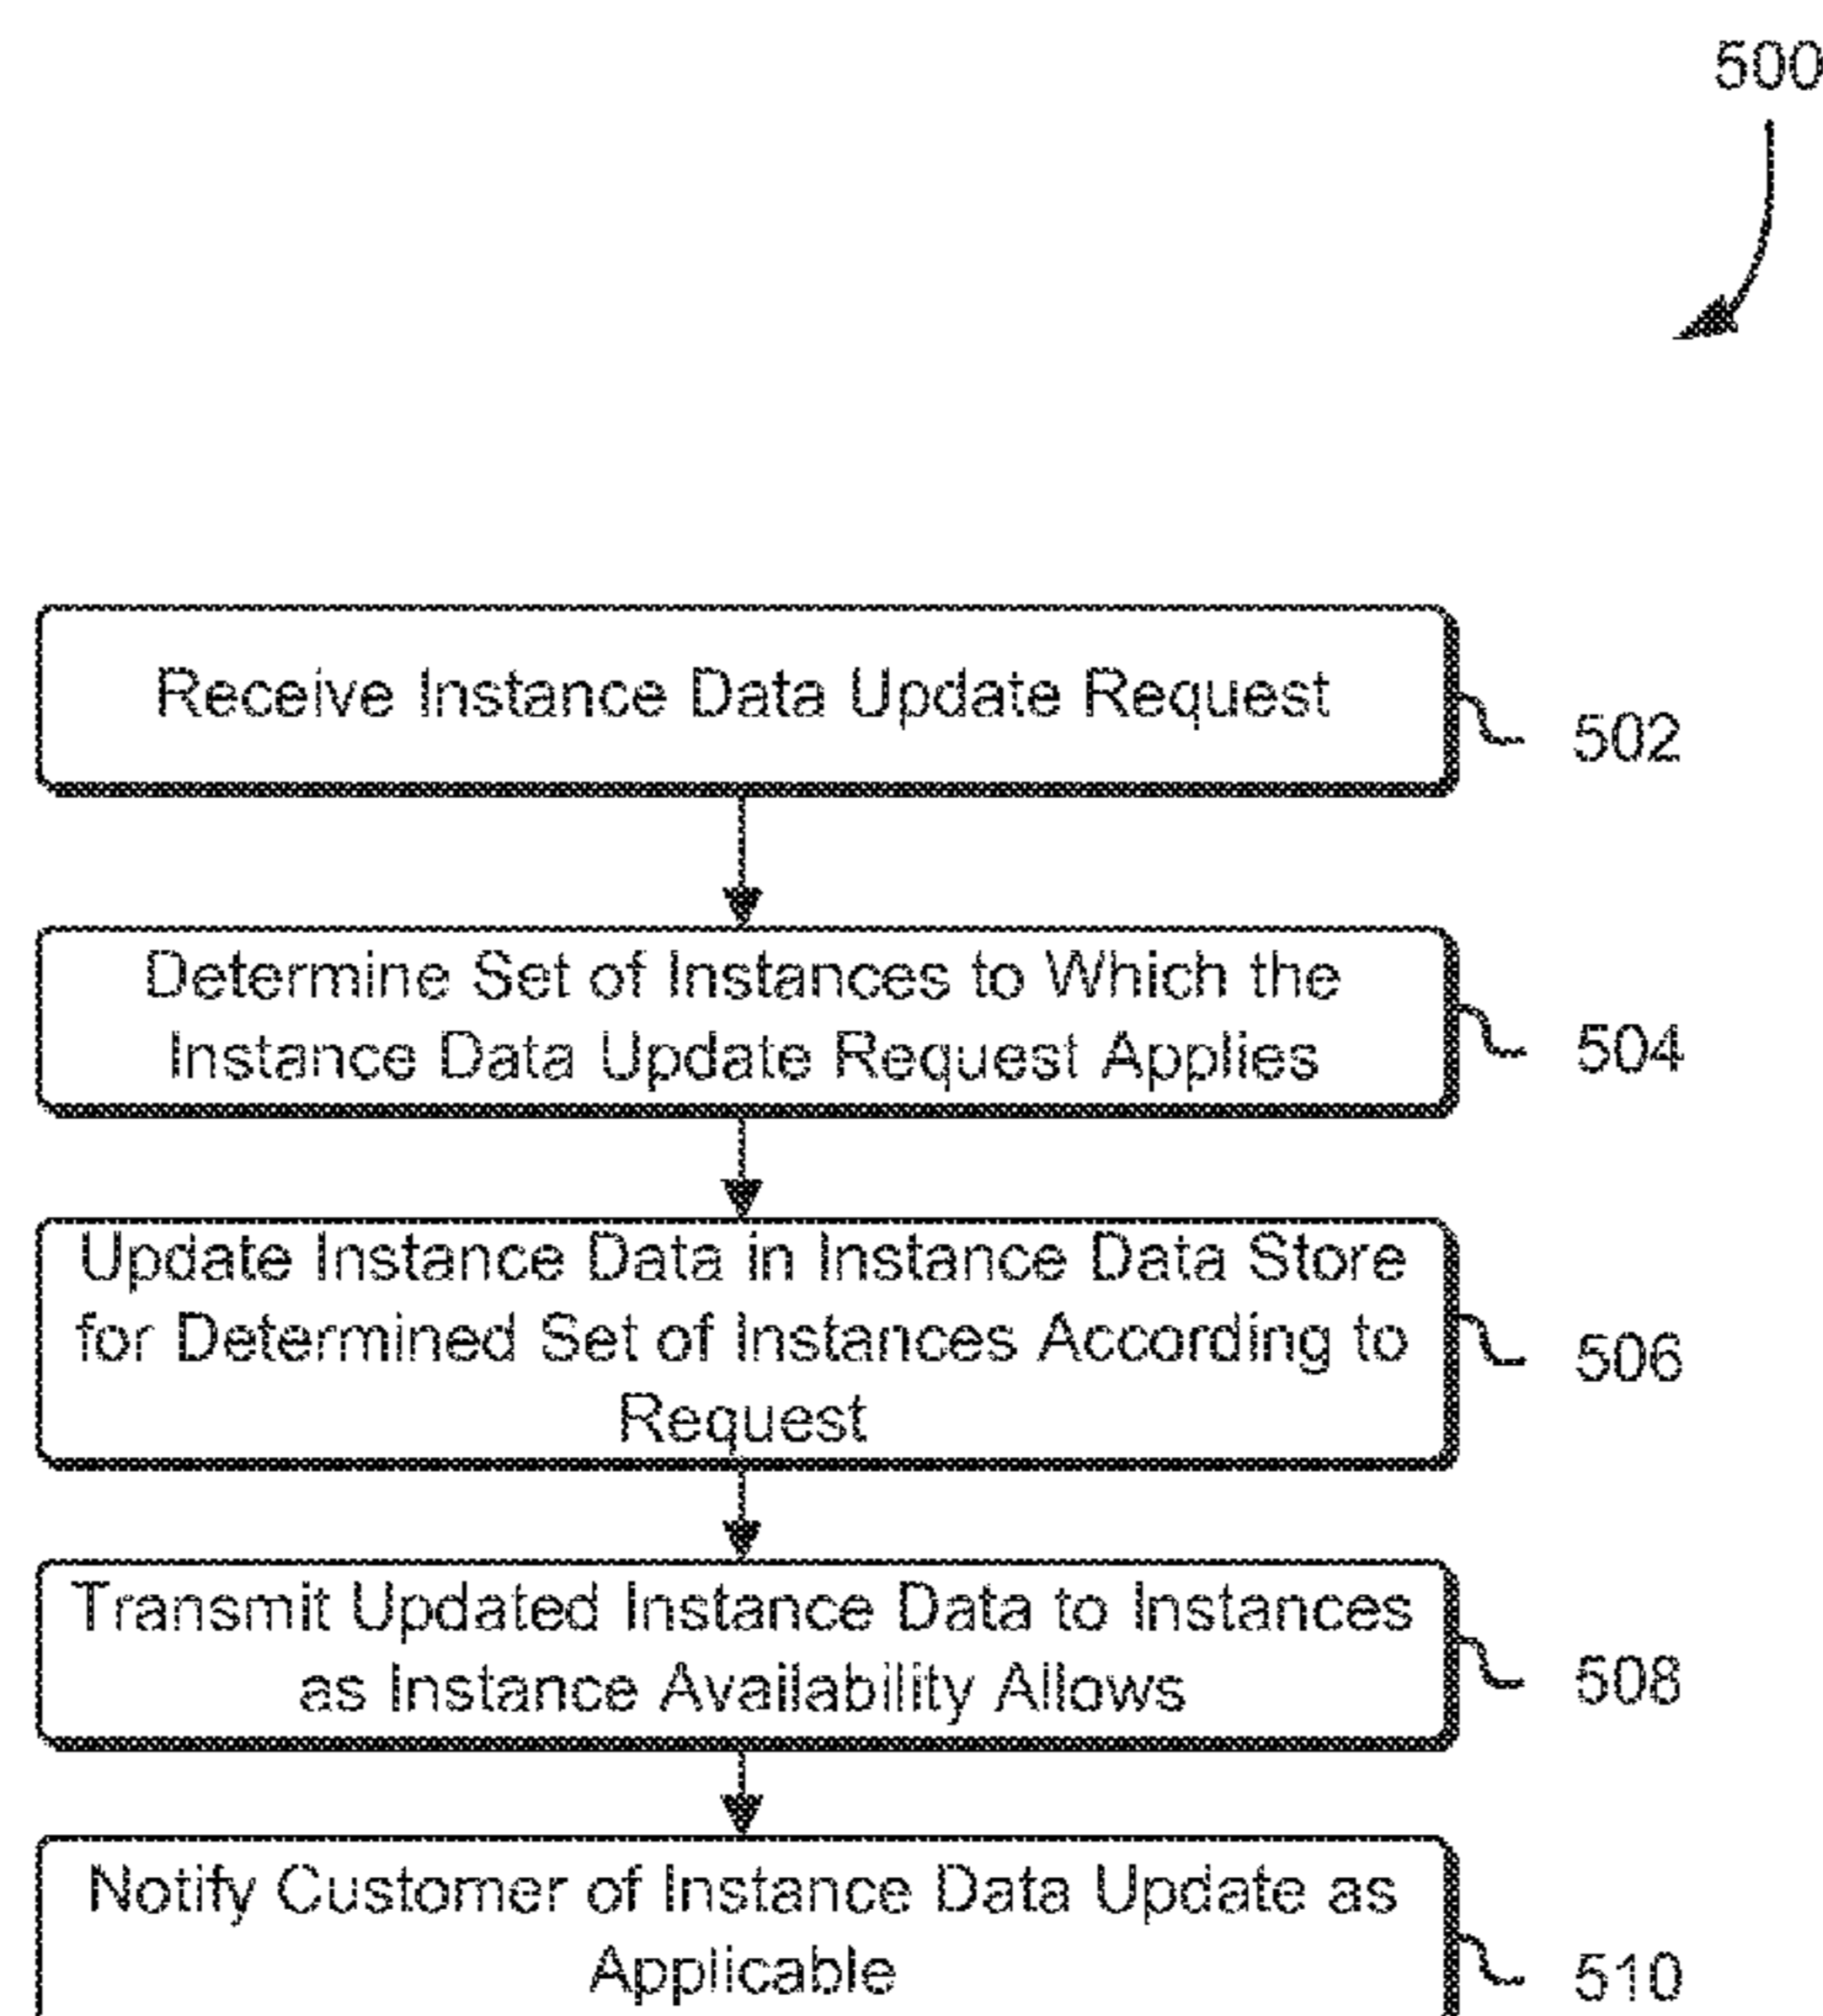 500
Receive Instance Data Update Request
502
Determine Set of Instances to Which the
Instance Data Update Request Applies
504
Update Instance Data in Instance Data Store
for Determined Set of Instances According to
Request
506
Transmit Updated Instance Data to Instances
as Instance Availability Allows
508
Notify Customer of Instance Data Update as
Applicable
510